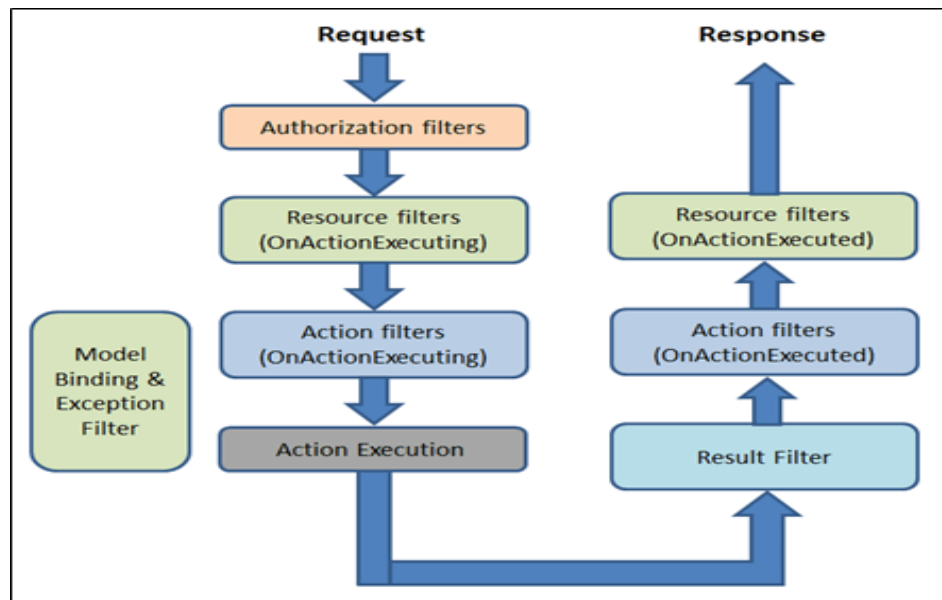 Request
Response
Authorization filters
Resource filters
(OnActionExecuting)
Resource filters
(OnActionExecuted)
Model
Binding &
Exception
Filter
Action filters
(OnActionExecuting)
Action filters
(OnActionExecuted)
Action Execution
Result Filter